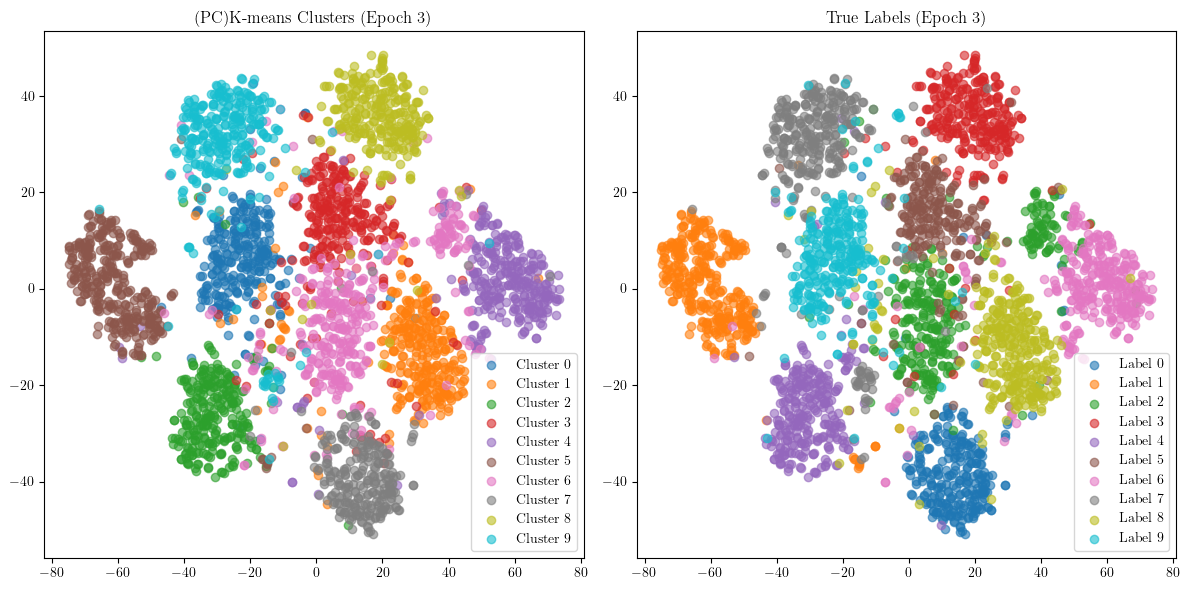 (PC)K-means Clusters (Epoch 3)
40
20
0
−20
−40
−80
−60
−40
−20
0
20
40
60
80
Cluster 0
Cluster 1
Cluster 2
Cluster 3
Cluster 4
Cluster 5
Cluster 6
Cluster 7
Cluster 8
Cluster 9
True Labels (Epoch 3)
40
20
0
−20
−40
−80
−60
−40
−20
0
20
40
60
80
Label 0
Label 1
Label 2
Label 3
Label 4
Label 5
Label 6
Label 7
Label 8
Label 9